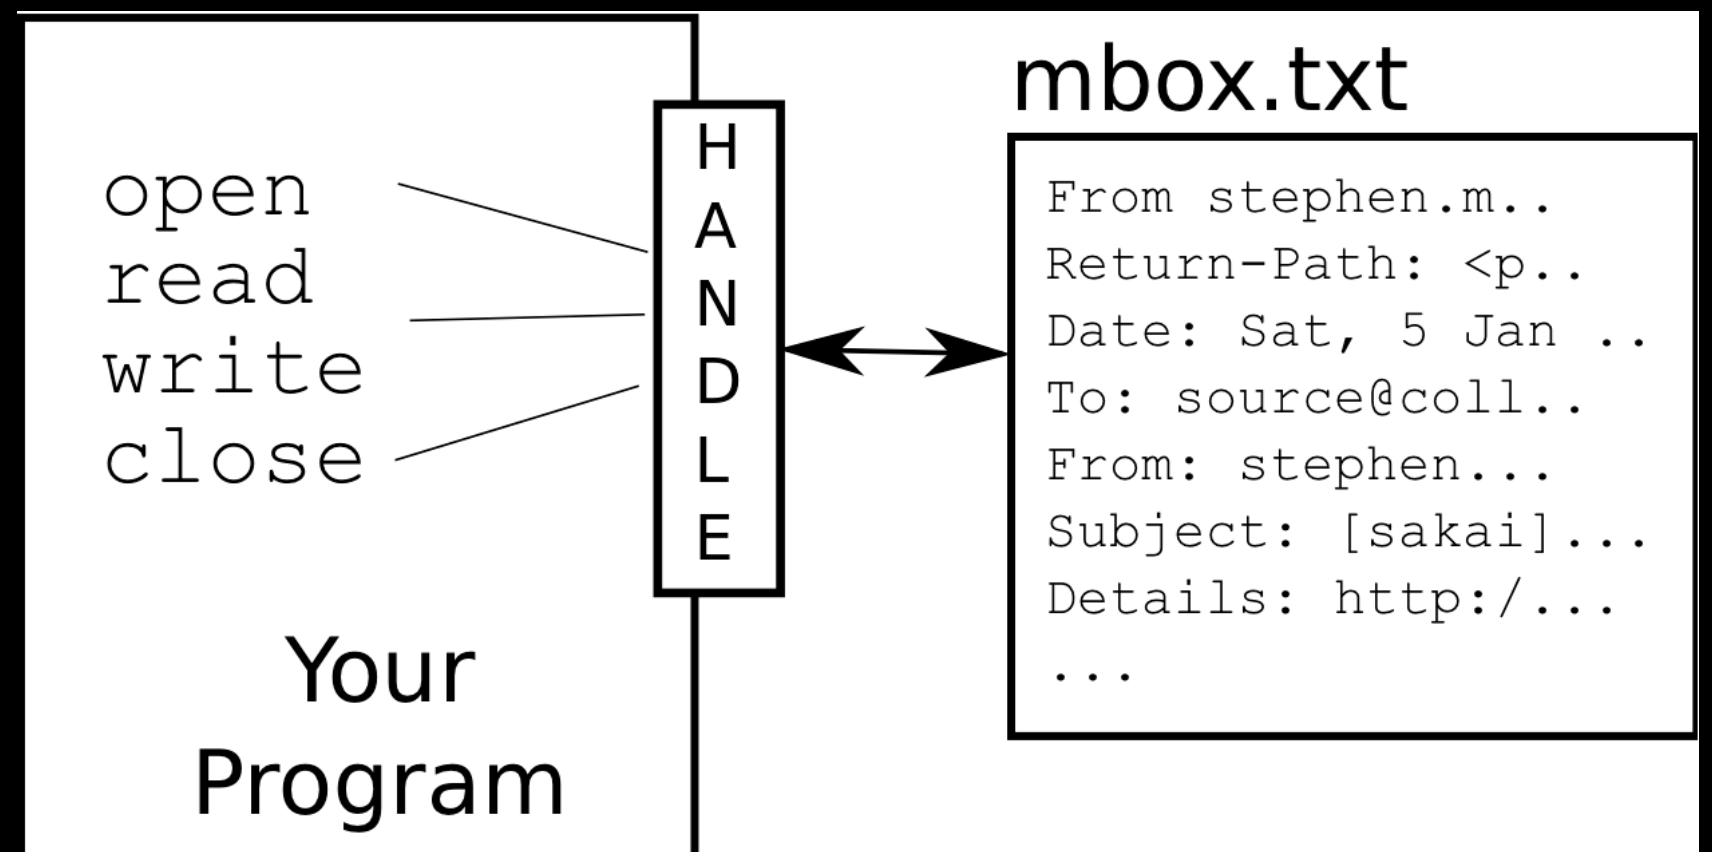 open
read
write
close
Your
Program
H
A
N
D
L
E
mbox.txt
From stephen.m..
Return-Path: <p..
Date: Sat, 5 Jan ..
To: source@coll..
From: stephen...
Subject: [sakai]...
Details: http:/...
...